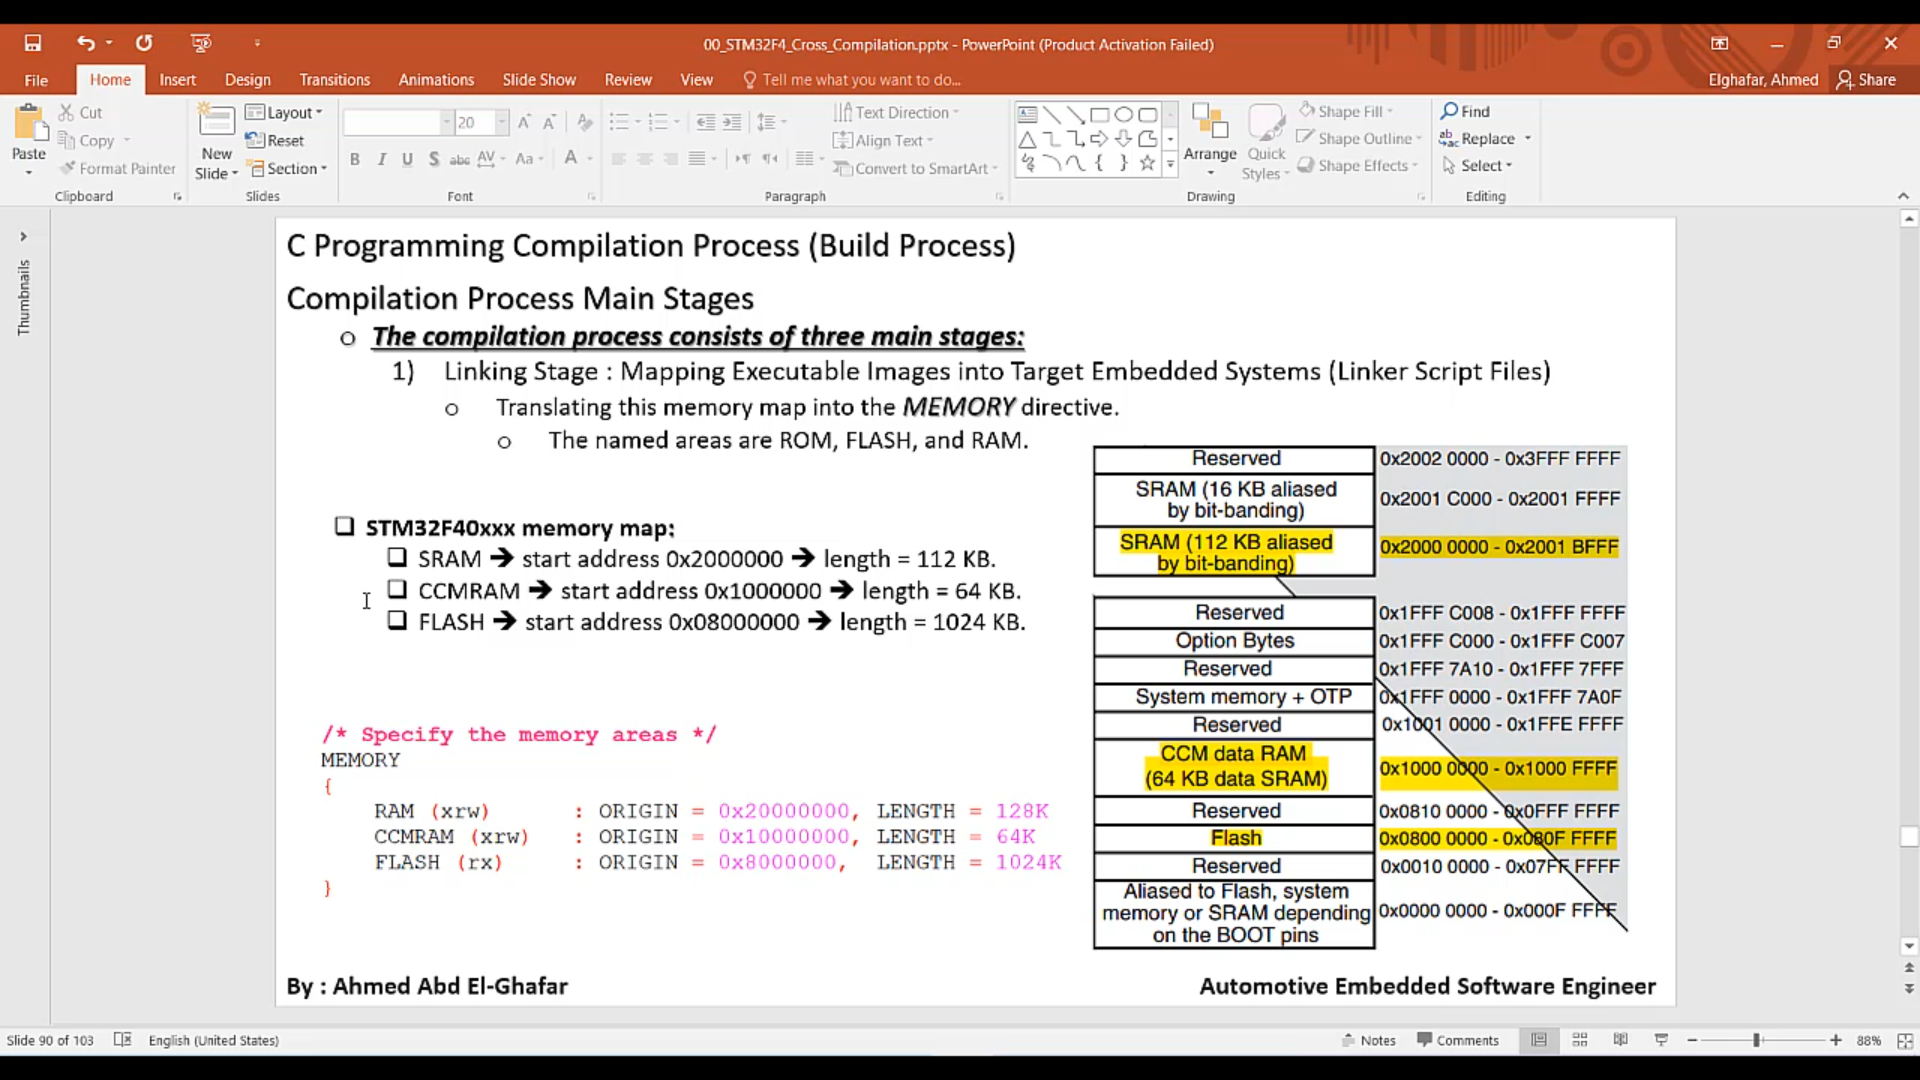 00_STM32F4_Cross_Compilation.pptx - PowerPoint (Product Activation Failed)
File Home Insert Design Transitions Animations Slide Show Review View Tell me what you want to do... Elghafar, Ahmed Share
Paste
Cut
Copy
Format Painter
Clipboard
New Slide
Layout
Reset
Section
Slides
20
B I U S abc AV Aa A
Font
Text Direction
Align Text
Convert to SmartArt
Paragraph
Arrange
Quick Styles
Shape Fill
Shape Outline
Shape Effects
Drawing
Find
Replace
Select
Editing
Thumbnails
C Programming Compilation Process (Build Process)
Compilation Process Main Stages
o The compilation process consists of three main stages:
1) Linking Stage : Mapping Executable Images into Target Embedded Systems (Linker Script Files)
o Translating this memory map into the MEMORY directive.
o The named areas are ROM, FLASH, and RAM.
❑ STM32F40xxx memory map:
❑ SRAM ➔ start address 0x2000000 ➔ length = 112 KB.
❑ CCMRAM ➔ start address 0x1000000 ➔ length = 64 KB.
❑ FLASH ➔ start address 0x08000000 ➔ length = 1024 KB.
/* Specify the memory areas */
MEMORY
{
RAM (xrw) : ORIGIN = 0x20000000, LENGTH = 128K
CCMRAM (xrw) : ORIGIN = 0x10000000, LENGTH = 64K
FLASH (rx) : ORIGIN = 0x8000000, LENGTH = 1024K
}
Reserved 0x2002 0000 - 0x3FFF FFFF
SRAM (16 KB aliased
by bit-banding) 0x2001 C000 - 0x2001 FFFF
SRAM (112 KB aliased
by bit-banding) 0x2000 0000 - 0x2001 BFFF
Reserved 0x1FFF C008 - 0x1FFF FFFF
Option Bytes 0x1FFF C000 - 0x1FFF C007
Reserved 0x1FFF 7A10 - 0x1FFF 7FFF
System memory + OTP 0x1FFF 0000 - 0x1FFF 7A0F
Reserved 0x1001 0000 - 0x1FFE FFFF
CCM data RAM
(64 KB data SRAM) 0x1000 0000 - 0x1000 FFFF
Reserved 0x0810 0000 - 0x0FFF FFFF
Flash 0x0800 0000 - 0x080F FFFF
Reserved 0x0010 0000 - 0x07FF FFFF
Aliased to Flash, system
memory or SRAM depending
on the BOOT pins 0x0000 0000 - 0x000F FFFF
By : Ahmed Abd El-Ghafar
Automotive Embedded Software Engineer
Slide 90 of 103 English (United States) Notes Comments 88%